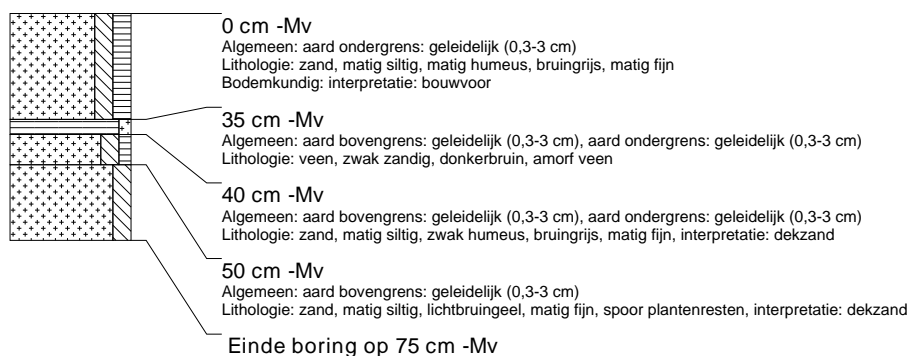 0 cm -Mv
Algemeen: aard ondergrens: geleidelijk (0,3-3 cm)
Lithologie: zand, matig siltig, matig humeus, bruingrijs, matig fijn
Bodemkundig: interpretatie: bouwvoor
35 cm -Mv
Algemeen: aard bovengrens: geleidelijk (0,3-3 cm), aard ondergrens: geleidelijk (0,3-3 cm)
Lithologie: veen, zwak zandig, donkerbruin, amorf veen
40 cm -Mv
Algemeen: aard bovengrens: geleidelijk (0,3-3 cm), aard ondergrens: geleidelijk (0,3-3 cm)
Lithologie: zand, matig siltig, zwak humeus, bruingrijs, matig fijn, interpretatie: dekzand
50 cm -Mv
Algemeen: aard bovengrens: geleidelijk (0,3-3 cm)
Lithologie: zand, matig siltig, lichtbruingeel, matig fijn, spoor plantenresten, interpretatie: dekzand
Einde boring op 75 cm -Mv